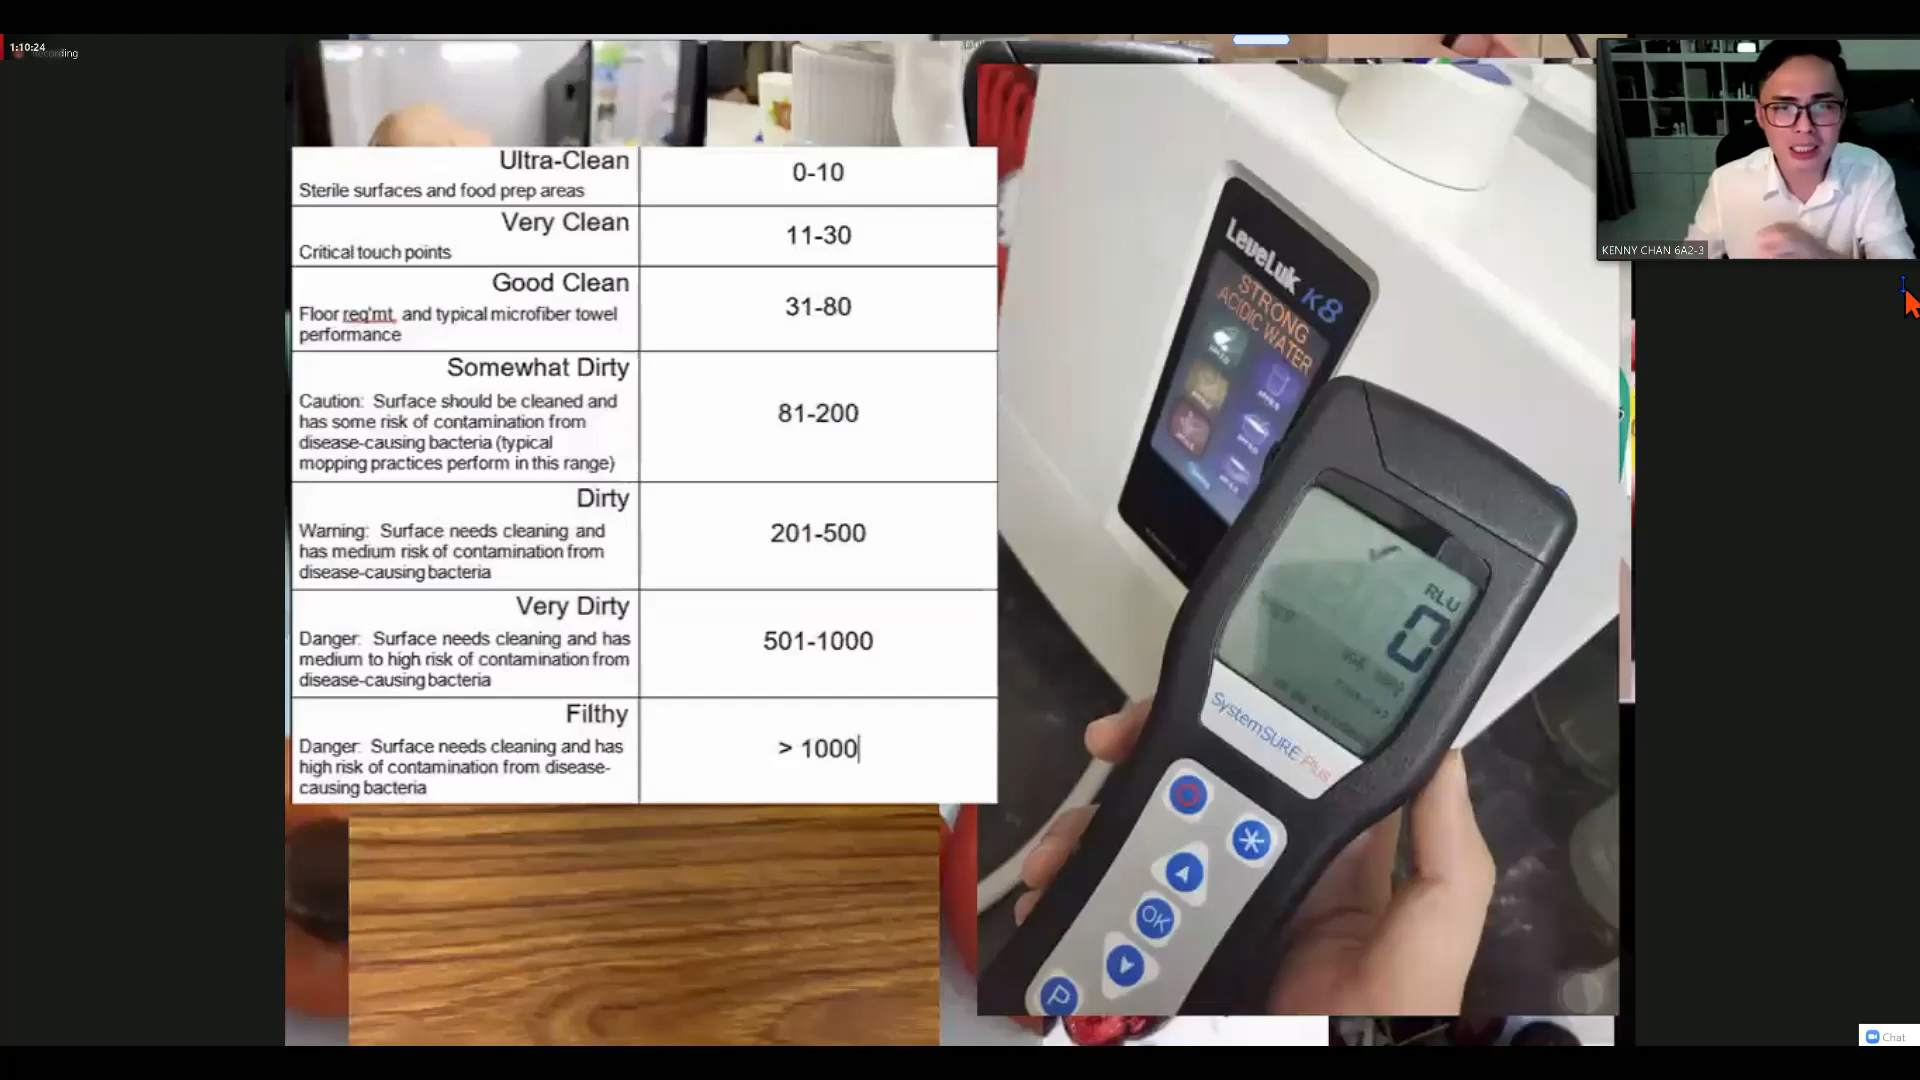 1:10:24
Recording
Ultra-Clean
Sterile surfaces and food prep areas
0-10
Very Clean
Critical touch points
11-30
Good Clean
Floor req'mt, and typical microfiber towel
performance
31-80
Somewhat Dirty
Caution: Surface should be cleaned and
has some risk of contamination from
disease-causing bacteria (typical
mopping practices perform in this range)
81-200
Dirty
Warning: Surface needs cleaning and
has medium risk of contamination from
disease-causing bacteria
201-500
Very Dirty
Danger: Surface needs cleaning and has
medium to high risk of contamination from
disease-causing bacteria
501-1000
Filthy
Danger: Surface needs cleaning and has
high risk of contamination from disease-
causing bacteria
> 1000
LeveLuk K8
STRONG
ACIDIC WATER
RLU
0
SystemSURE Plus
OK
P
KENNY CHAN 6A2-3
Chat